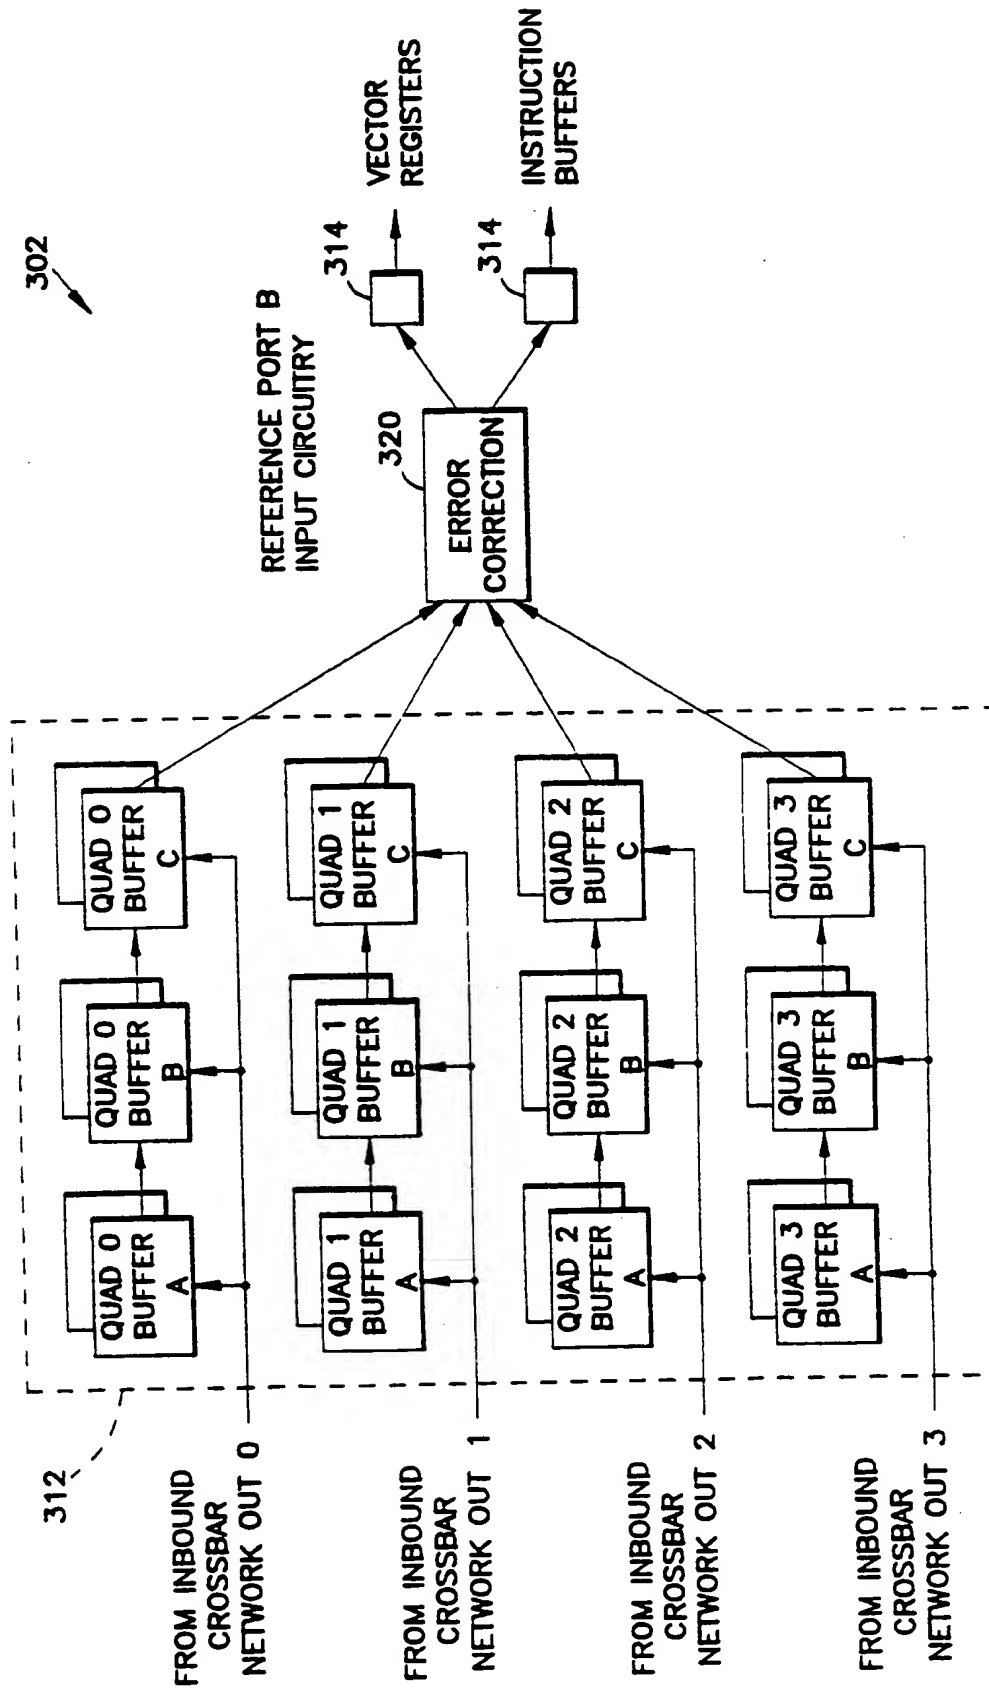 302
REFERENCE PORT B
INPUT CIRCUITRY
312
FROM INBOUND
CROSSBAR
NETWORK OUT 0
QUAD 0
BUFFER
A
QUAD 0
BUFFER
B
QUAD 0
BUFFER
C
FROM INBOUND
CROSSBAR
NETWORK OUT 1
QUAD 1
BUFFER
A
QUAD 1
BUFFER
B
QUAD 1
BUFFER
C
FROM INBOUND
CROSSBAR
NETWORK OUT 2
QUAD 2
BUFFER
A
QUAD 2
BUFFER
B
QUAD 2
BUFFER
C
FROM INBOUND
CROSSBAR
NETWORK OUT 3
QUAD 3
BUFFER
A
QUAD 3
BUFFER
B
QUAD 3
BUFFER
C
320
ERROR
CORRECTION
314
VECTOR
REGISTERS
314
INSTRUCTION
BUFFERS